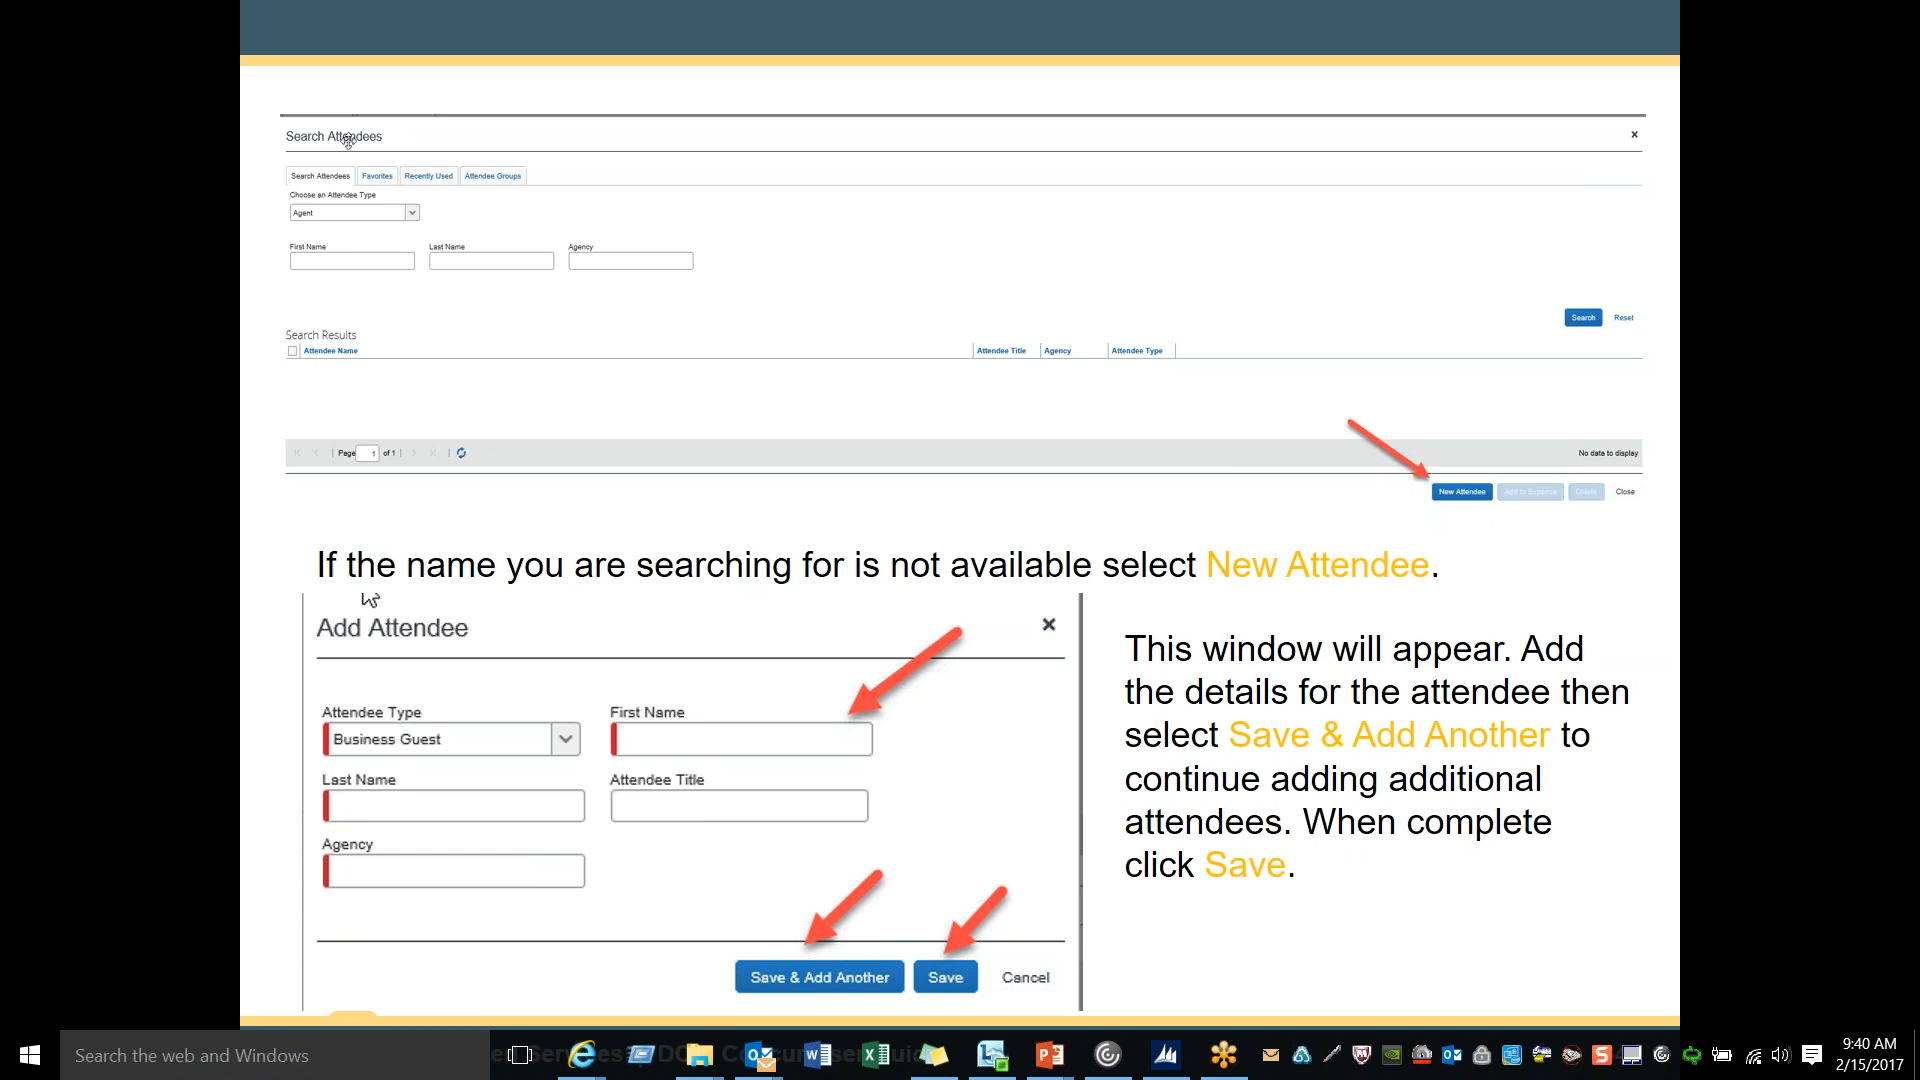 Search Attendees
Search Attendees Favorites Recently Used Attendee Groups
Choose an Attendee Type
Agent
First Name Last Name Agency
Search Reset
Search Results
Attendee Name Attendee Title Agency Attendee Type
Page 1 of 1 No data to display
New Attendee Add to Expense Delete Close
If the name you are searching for is not available select New Attendee.
Add Attendee
Attendee Type First Name
Business Guest
Last Name Attendee Title
Agency
Save & Add Another Save Cancel
This window will appear. Add
the details for the attendee then
select Save & Add Another to
continue adding additional
attendees. When complete
click Save.
Search the web and Windows
9:40 AM
2/15/2017